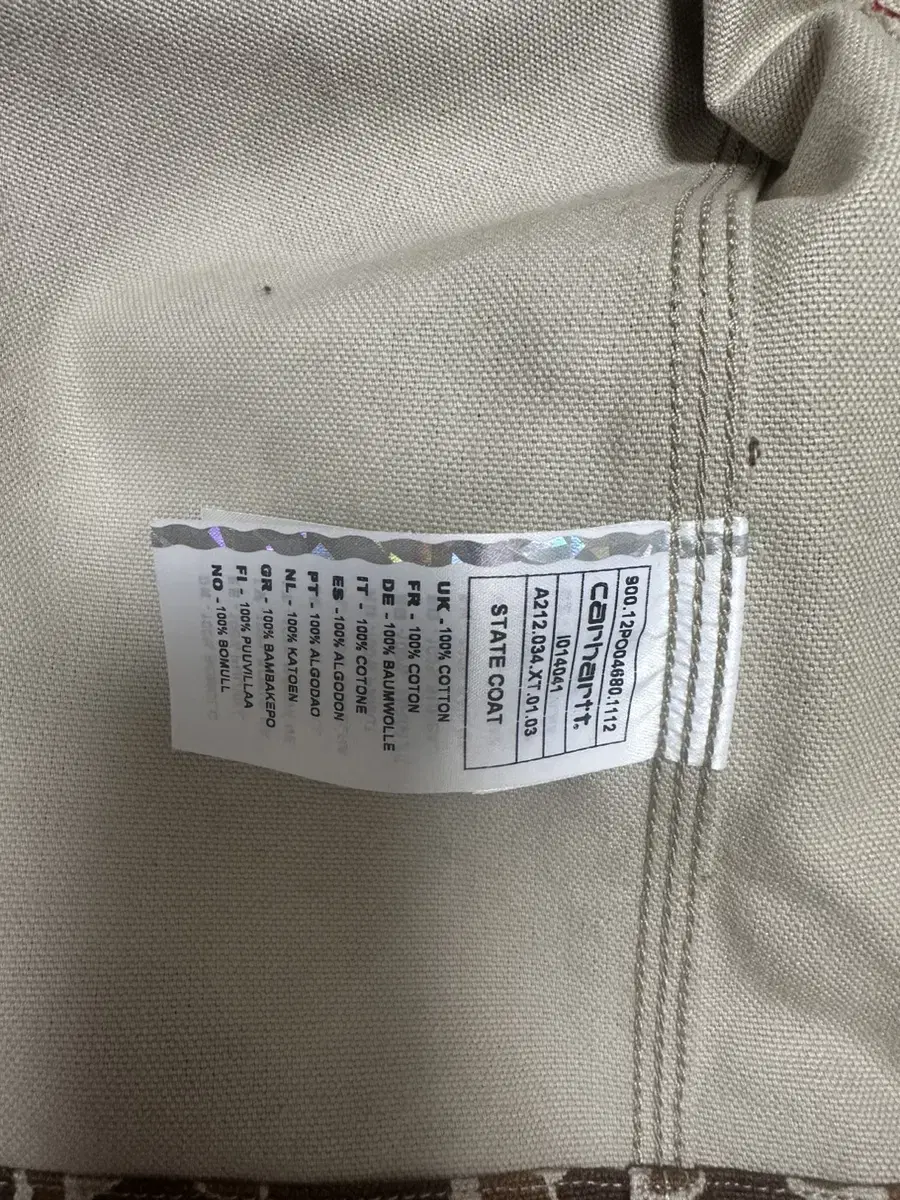 900.12PO04680.1112
carhartt.
I014041
A212.034.XT.01.03
STATE COAT
UK - 100% COTTON
FR - 100% COTON
DE - 100% BAUMWOLLE
IT - 100% COTONE
ES - 100% ALGODON
PT - 100% ALGODAO
NL - 100% KATOEN
GR - 100% BAMBAKEPO
FI - 100% PUUVILLAA
NO - 100% BOMULL